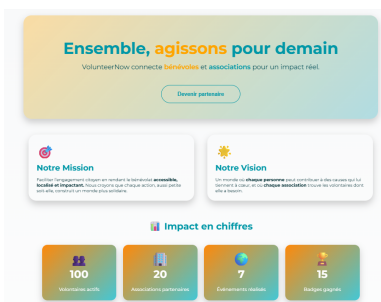 Ensemble, agissons pour demain
VolunteerNow connecte bénévoles et associations pour un impact réel.
Devenir partenaire
Notre Mission
Faciliter l'engagement citoyen en rendant le bénévolat accessible,
localisé et impactant. Nous croyons que chaque action, aussi petite
soit-elle, construit un monde plus solidaire.
Notre Vision
Un monde où chaque personne peut contribuer à des causes qui lui
tiennent à cœur, et où chaque association trouve les volontaires dont
elle a besoin.
Impact en chiffres
100
Volontaires actifs
20
Associations partenaires
7
Événements réalisés
15
Badges gagnés